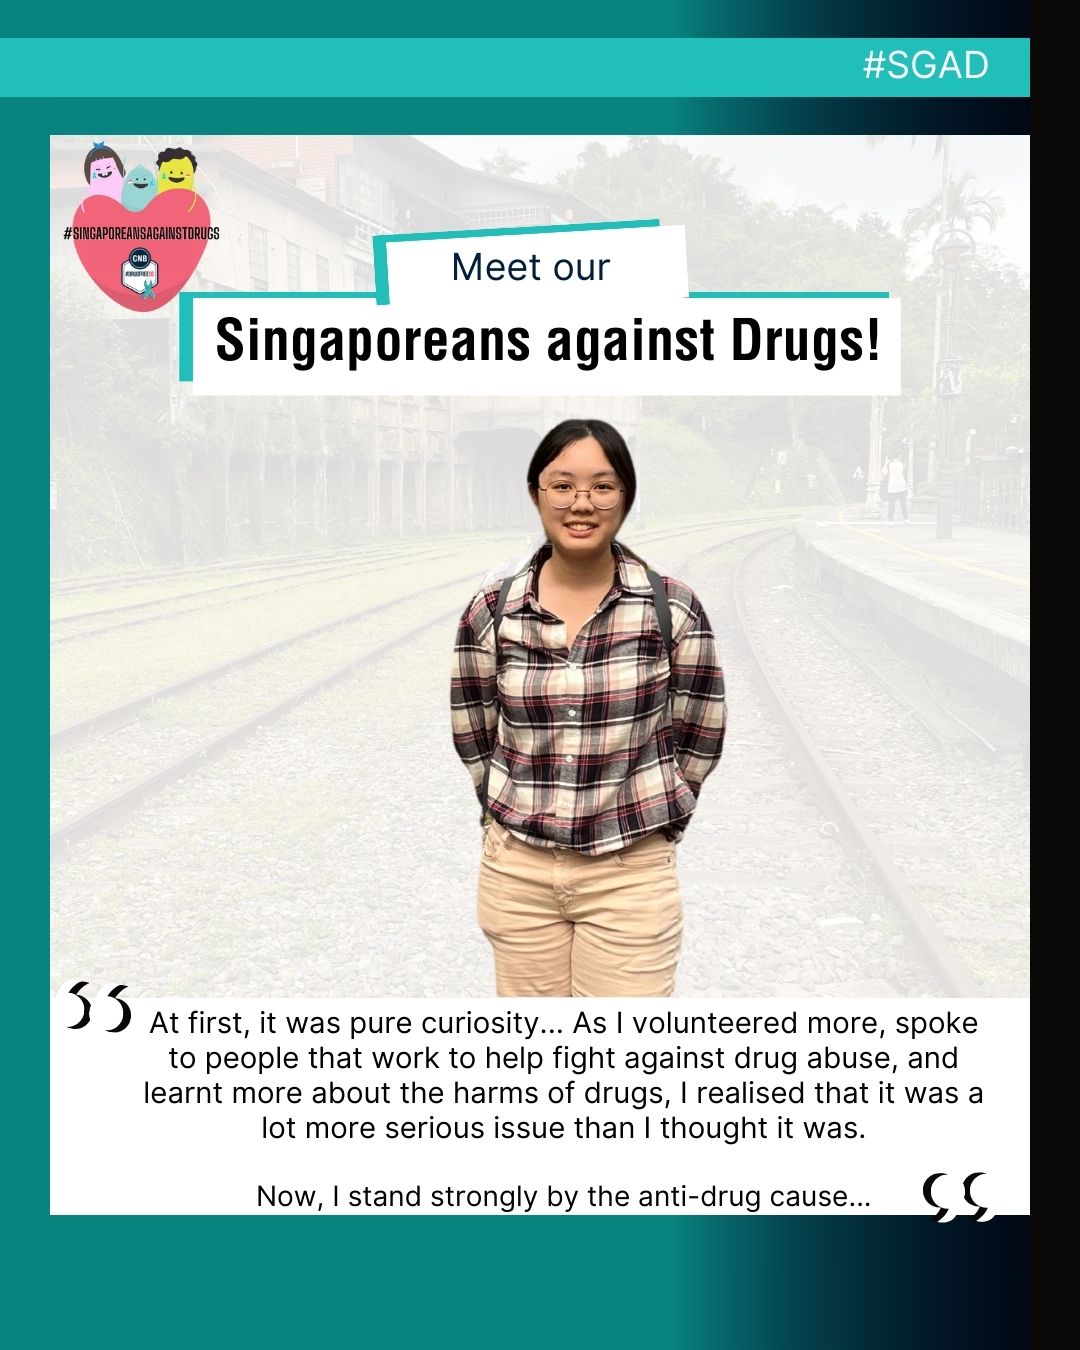 #SGAD
#SINGAPOREANSAGAINSTDRUGS
CNB
#DRUGFREESG
Meet our
Singaporeans against Drugs!
At first, it was pure curiosity... As I volunteered more, spoke
to people that work to help fight against drug abuse, and
learnt more about the harms of drugs, I realised that it was a
lot more serious issue than I thought it was.
Now, I stand strongly by the anti-drug cause...